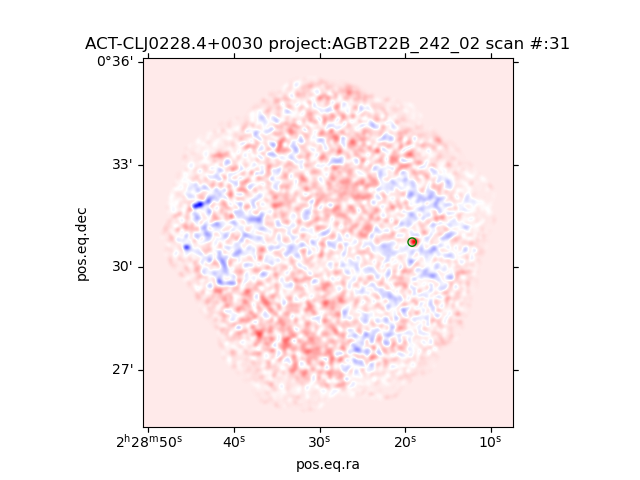 ACT-CLJ0228.4+0030 project:AGBT22B_242_02 scan #:31
0°36'
33'
30'
27'
pos.eq.dec
2ʰ28ᵐ50ˢ 40ˢ 30ˢ 20ˢ 10ˢ
pos.eq.ra